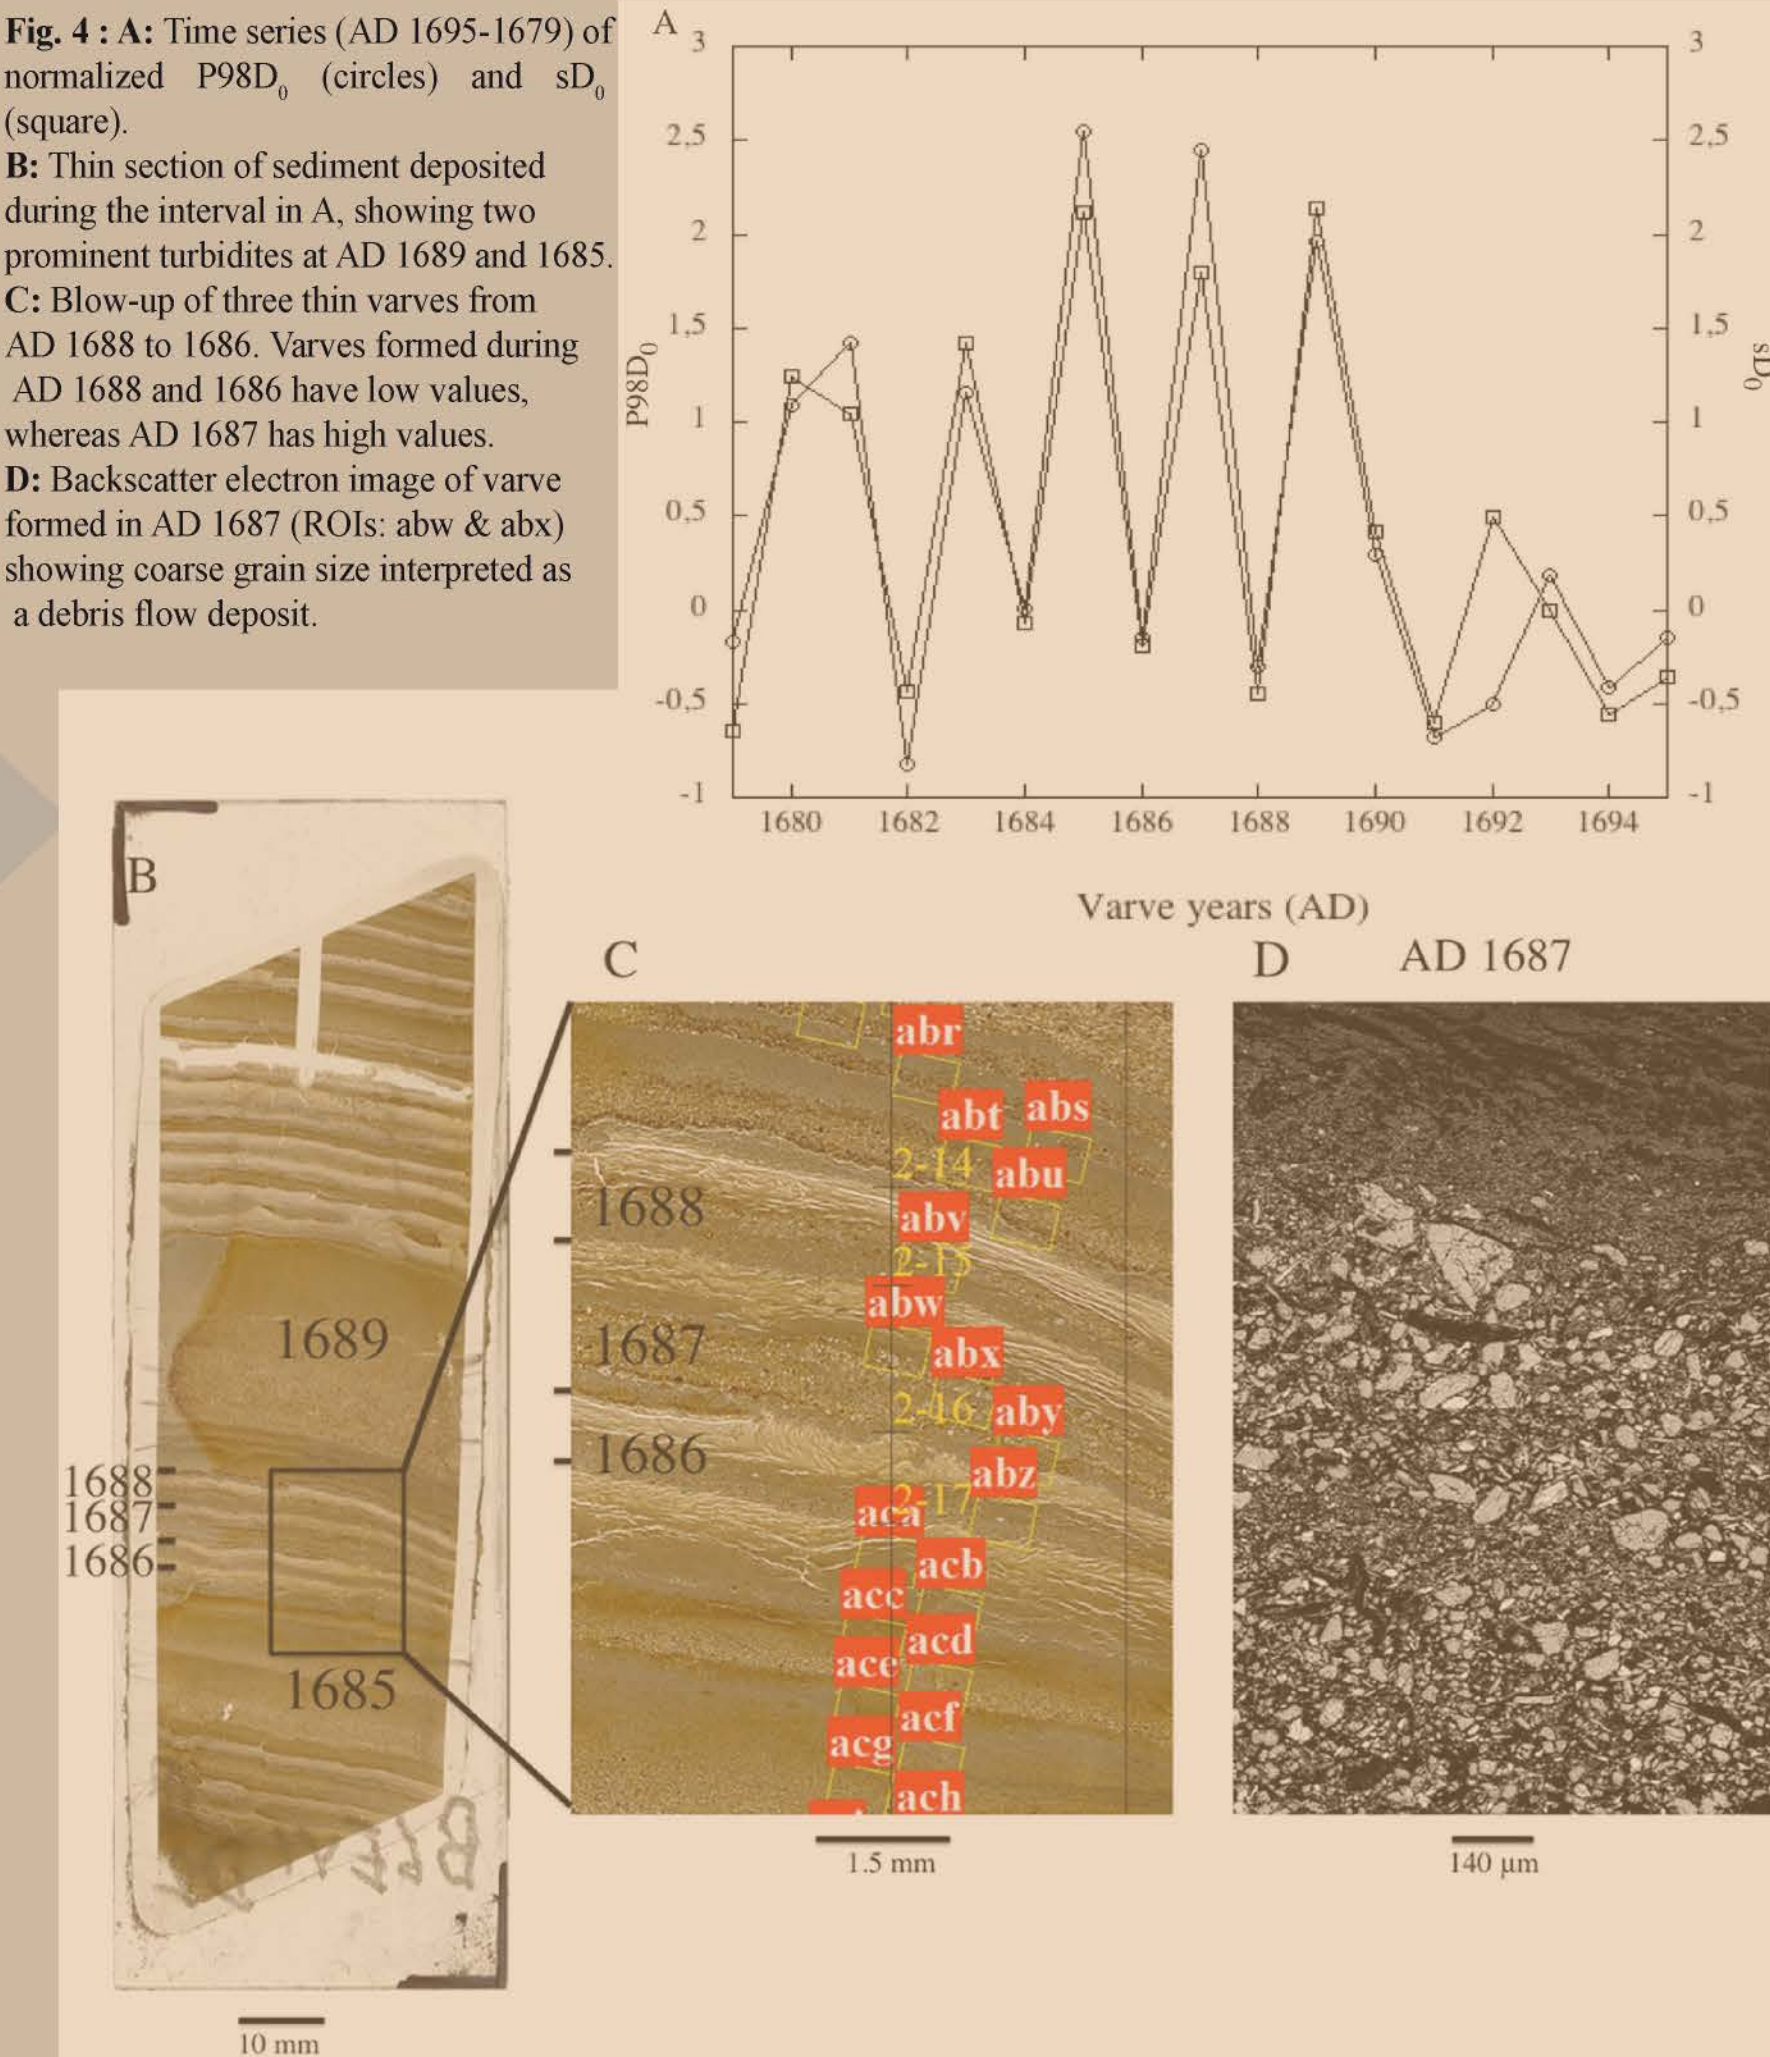 Fig. 4 : A: Time series (AD 1695-1679) of
normalized P98D0 (circles) and sD0
(square).
B: Thin section of sediment deposited
during the interval in A, showing two
prominent turbidites at AD 1689 and 1685.
C: Blow-up of three thin varves from
AD 1688 to 1686. Varves formed during
AD 1688 and 1686 have low values,
whereas AD 1687 has high values.
D: Backscatter electron image of varve
formed in AD 1687 (ROIs: abw & abx)
showing coarse grain size interpreted as
a debris flow deposit.
A
3
2,5
2
1,5
1
0,5
0
-0,5
-1
P98D0
3
2,5
2
1,5
1
0,5
0
-0,5
-1
sD0
1680 1682 1684 1686 1688 1690 1692 1694
Varve years (AD)
B
1689
1688
1687
1686
1685
10 mm
C
abr
abt
abs
2-14
abu
1688
abv
2-15
abw
1687
abx
2-16
aby
1686
abz
2-17
aca
acb
acc
acd
ace
acf
acg
ach
1.5 mm
D
AD 1687
140 µm